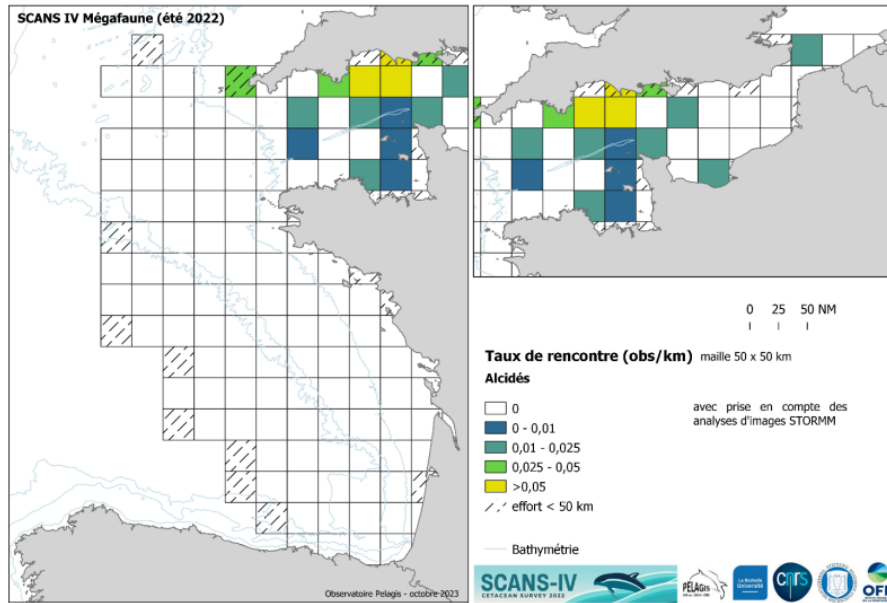 SCANS IV Mégafaune (été 2022)
Observatoire Pelagis - octobre 2023
0 25 50 NM
Taux de rencontre (obs/km) maille 50 x 50 km
Alcidés
0
0 - 0,01
0,01 - 0,025
0,025 - 0,05
>0,05
effort < 50 km
Bathymétrie
avec prise en compte des
analyses d'images STORMM
SCANS-IV
CETACEAN SURVEY 2022
PELAGIS
La Rochelle
Université
cnrs
OF